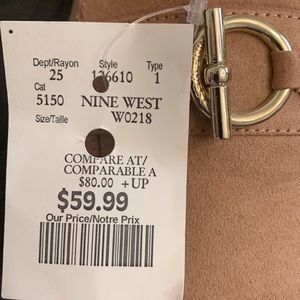 Dept/Rayon Style Type
25 136610 1
Cat
5150 NINE WEST
Size/Taille W0218
COMPARE AT/
COMPARABLE A
$80.00 + UP
$59.99
Our Price/Notre Prix